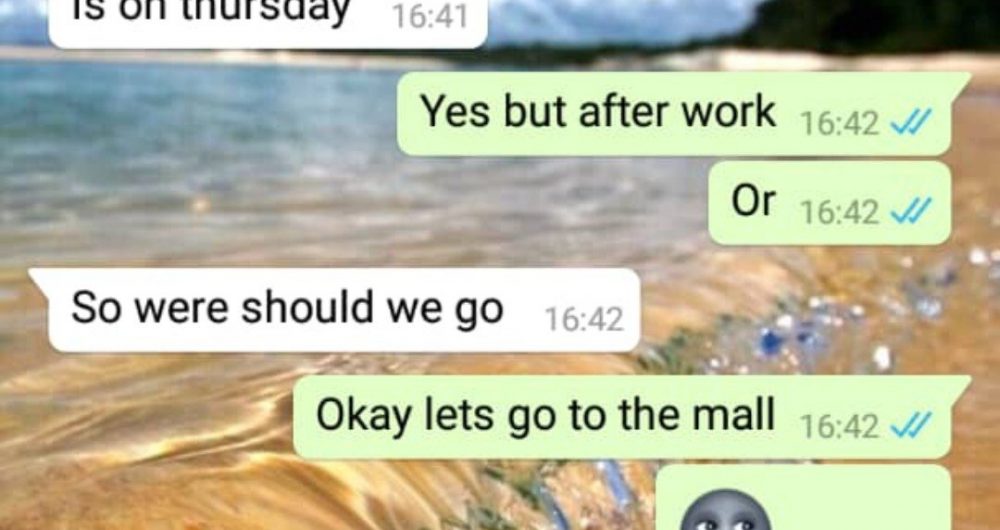 is on thursday 16:41
Yes but after work 16:42
Or 16:42
So were should we go 16:42
Okay lets go to the mall 16:42